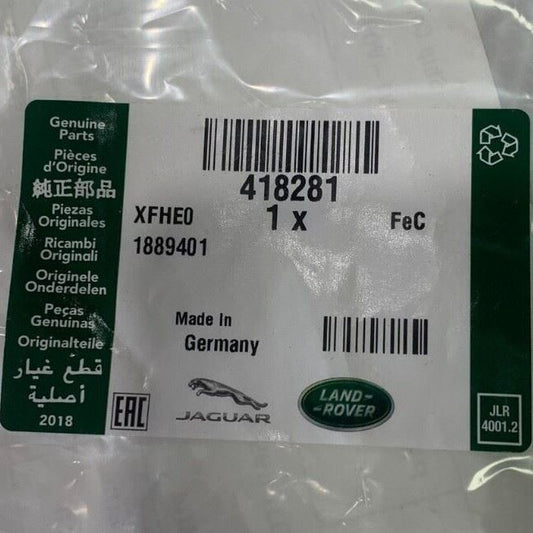 Genuine
Parts
Pièces
d'Origine
純正部品
Piezas
Originales
Ricambi
Originali
Originele
Onderdelen
Peças
Genuinas
Originalteile
قطع غيار
أصلية
2018
418281
XFHE0
1 x
FeC
1889401
Made In
Germany
EAC
JAGUAR
LAND-
-ROVER
JLR
4001.2